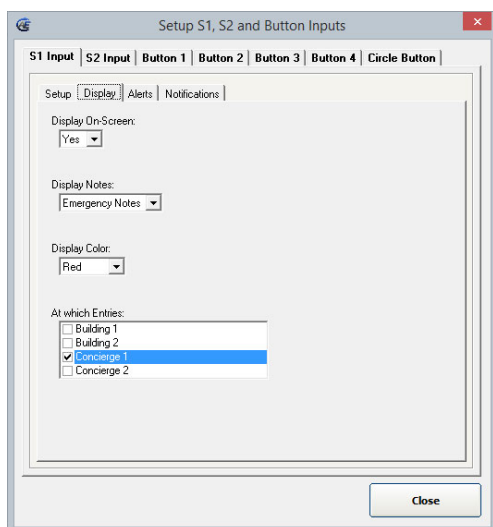 Setup S1, S2 and Button Inputs
S1 Input S2 Input Button 1 Button 2 Button 3 Button 4 Circle Button
Setup Display Alerts Notifications
Display On-Screen:
Yes
Display Notes:
Emergency Notes
Display Color:
Red
At which Entries:
Building 1
Building 2
Concierge 1
Concierge 2
Close